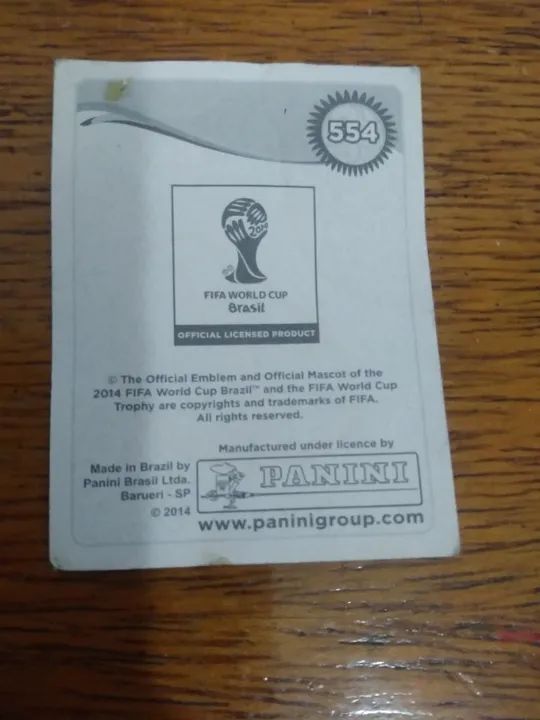 554
2014
FIFA WORLD CUP
Brasil
OFFICIAL LICENSED PRODUCT
© The Official Emblem and Official Mascot of the
2014 FIFA World Cup Brazil™ and the FIFA World Cup
Trophy are copyrights and trademarks of FIFA.
All rights reserved.
Manufactured under licence by
Made in Brazil by
Panini Brasil Ltda.
Barueri - SP
© 2014
PANINI
www.paninigroup.com